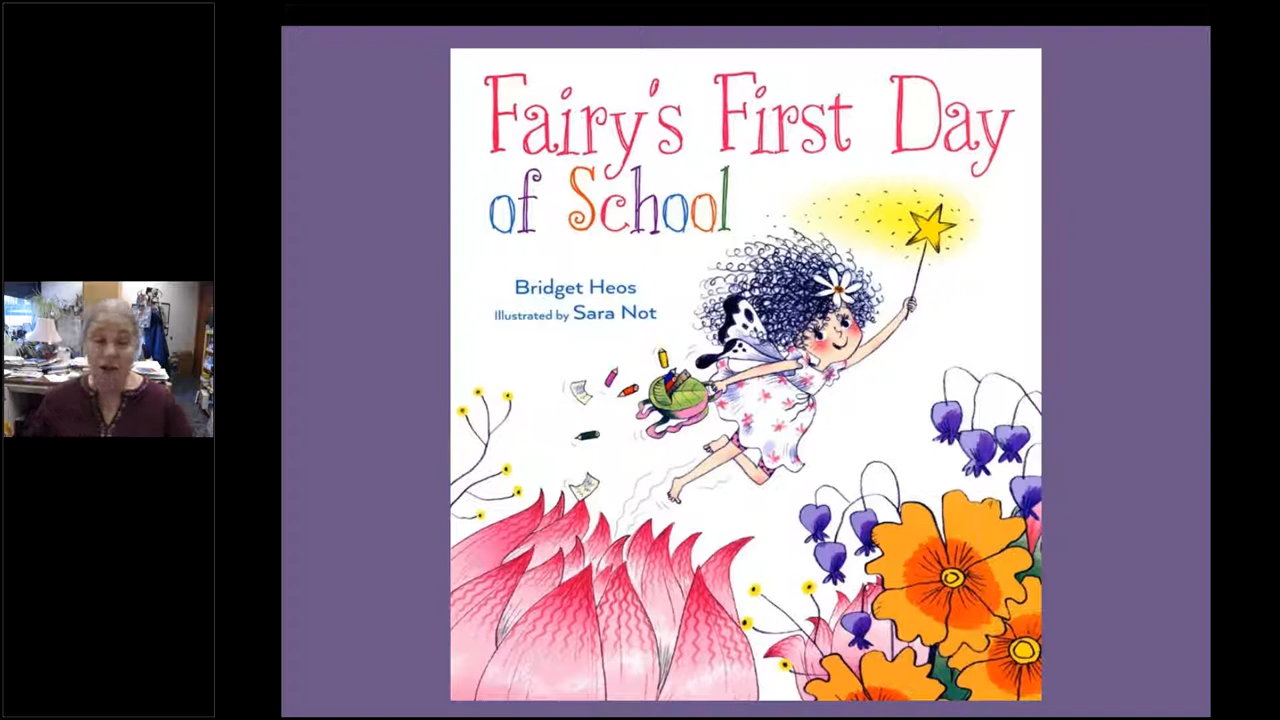 Fairy's First Day
of School
Bridget Heos
Illustrated by Sara Not